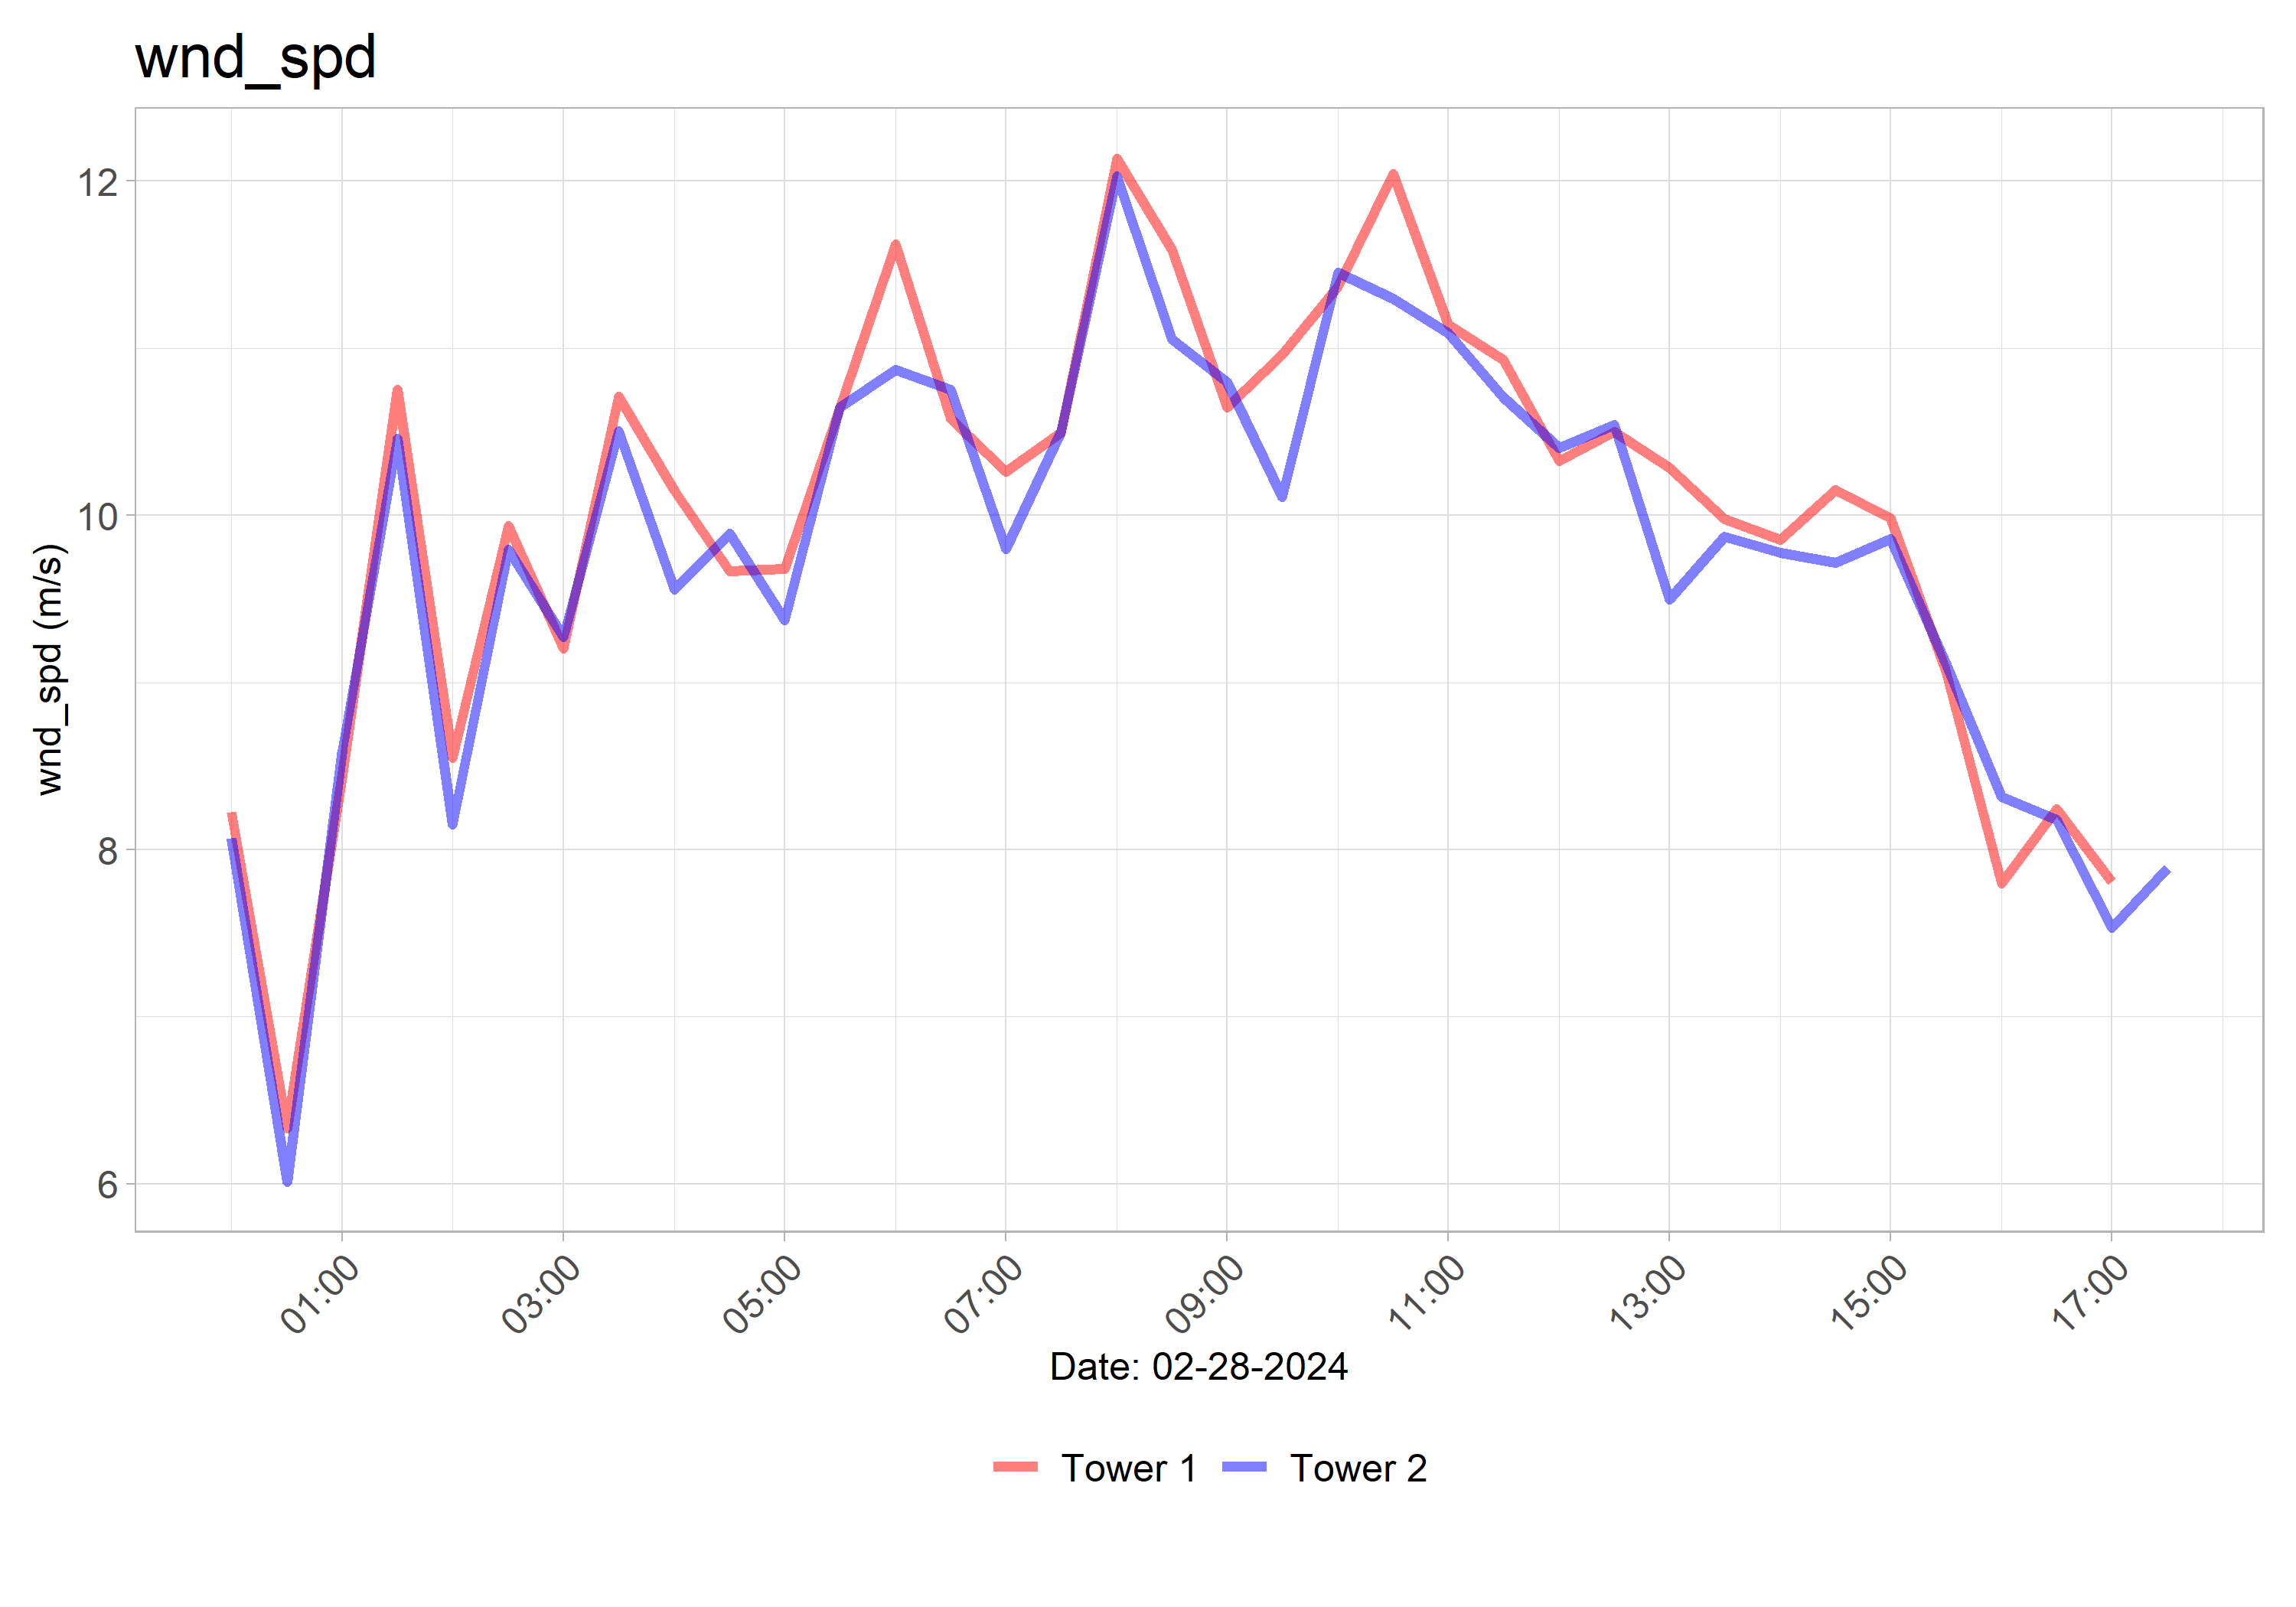 wnd_spd
12
10
8
6
wnd_spd (m/s)
01:00 03:00 05:00 07:00 09:00 11:00 13:00 15:00 17:00
Date: 02-28-2024
Tower 1 Tower 2